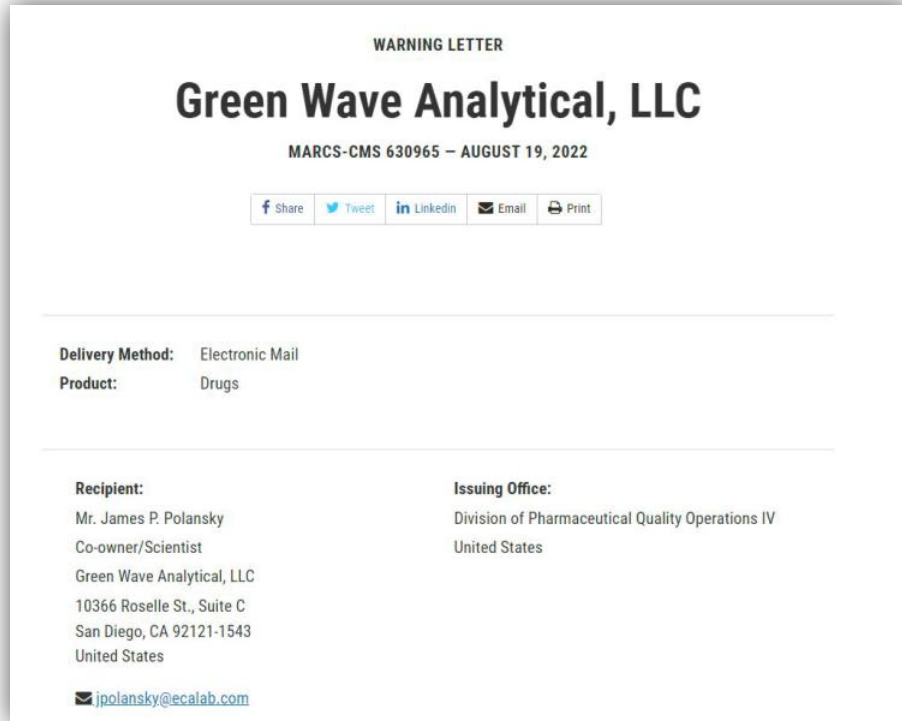 WARNING LETTER
Green Wave Analytical, LLC
MARCS-CMS 630965 — AUGUST 19, 2022
Share Tweet Linkedin Email Print
Delivery Method: Electronic Mail
Product: Drugs
Recipient:
Mr. James P. Polansky
Co-owner/Scientist
Green Wave Analytical, LLC
10366 Roselle St., Suite C
San Diego, CA 92121-1543
United States
jpolansky@ecalab.com
Issuing Office:
Division of Pharmaceutical Quality Operations IV
United States